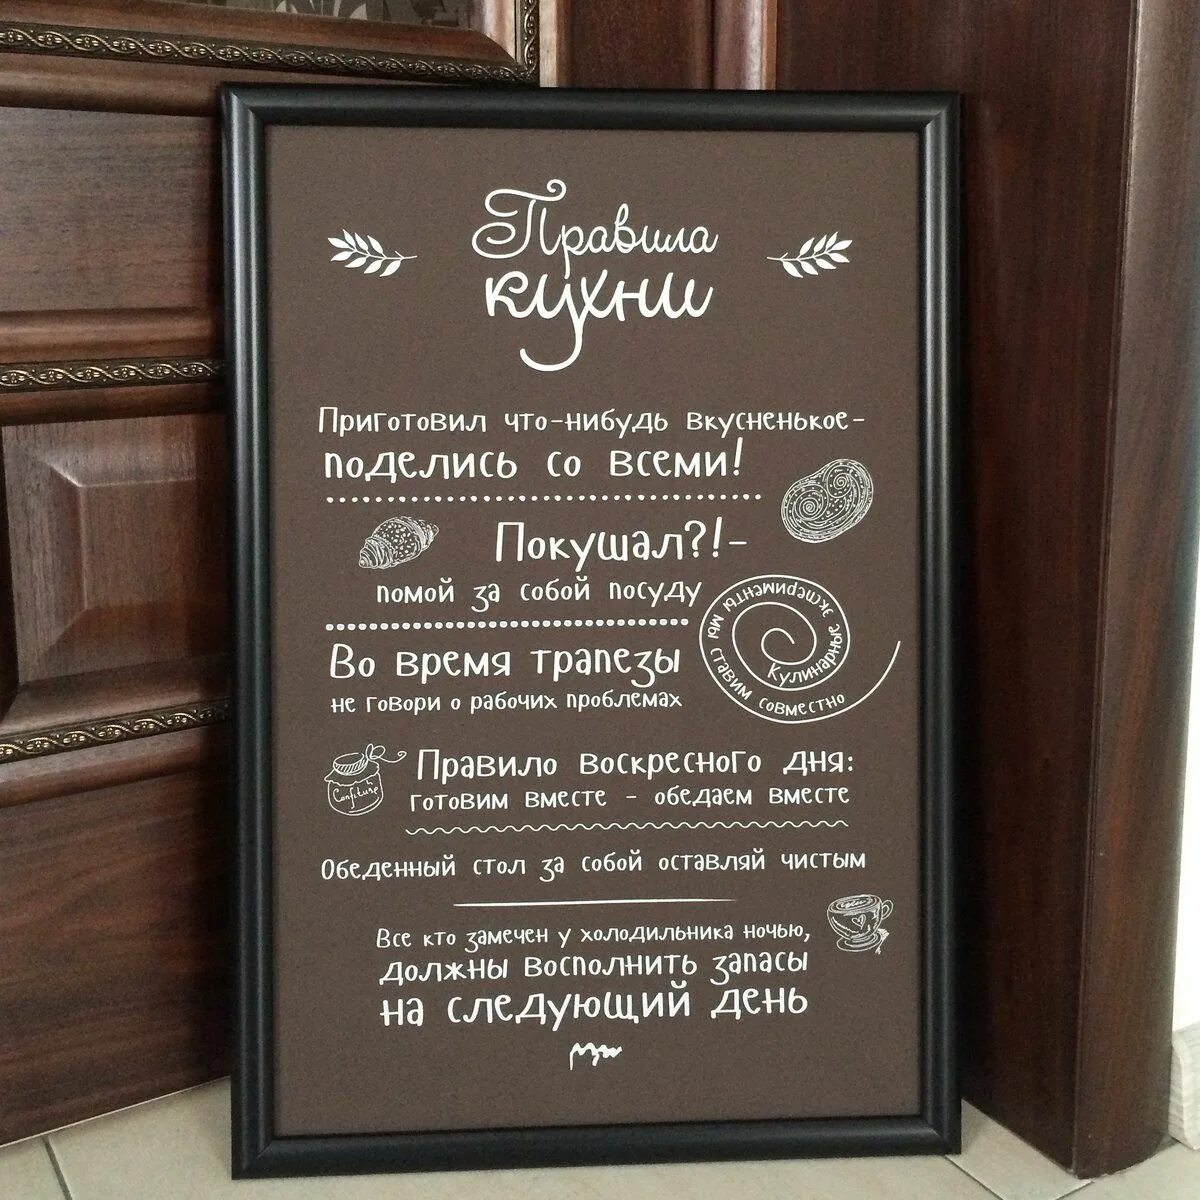 Правила
кухни
Приготовил что-нибудь вкусненькое-
поделись со всеми!
Покушал?!-
помой за собой посуду
Кулинарные эксперименты мы ставим совместно
Во время трапезы
не говори о рабочих проблемах
Confiture
Правило воскресного дня:
готовим вместе - обедаем вместе
Обеденный стол за собой оставляй чистым
Все кто замечен у холодильника ночью,
должны восполнить запасы
на следующий день